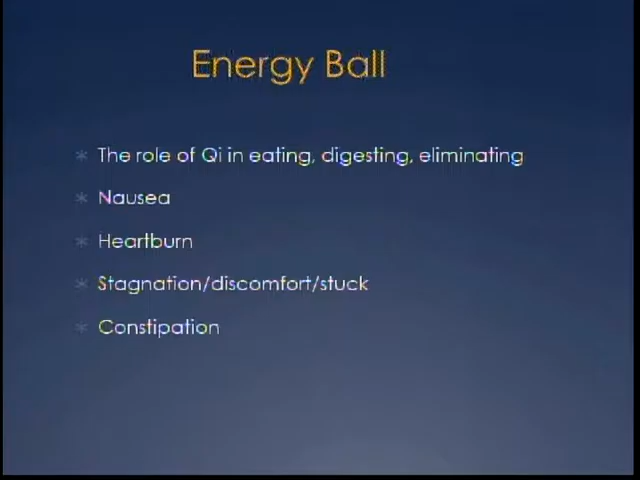 Energy Ball
The role of Qi in eating, digesting, eliminating
Nausea
Heartburn
Stagnation/discomfort/stuck
Constipation